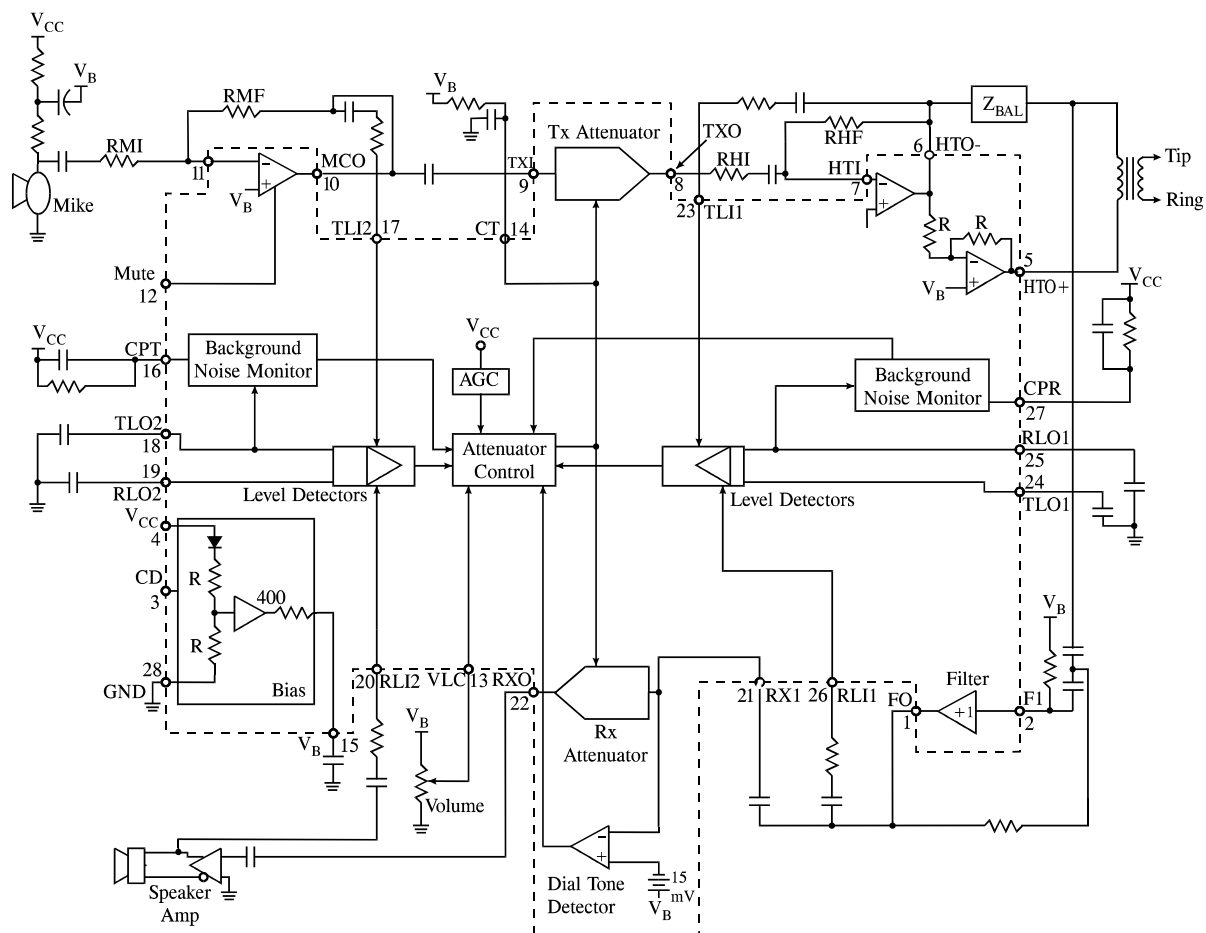 VCC
VB
RMF
RMI
Mike
11
VB
MCO
10
VB
TXI
9
Tx Attenuator
TXO
8
RHI
RHF
HTI
7
6
HTO-
ZBAL
Tip
Ring
TLI2
17
CT
14
23
TLI1
R
R
VB
5
HTO+
Mute
12
VCC
CPT
16
Background
Noise Monitor
VCC
AGC
Background
Noise Monitor
VCC
CPR
27
TLO2
18
19
RLO2
Level Detectors
Attenuator
Control
Level Detectors
RLO1
25
24
TLO1
VCC
4
CD
3
R
R
400
28
GND
Bias
VB
15
20
RLI2
VLC
13
RXO
22
VB
Volume
Rx
Attenuator
21
RX1
26
RLI1
FO
1
Filter
+1
F1
2
VB
Speaker
Amp
Dial Tone
Detector
15
mV
VB